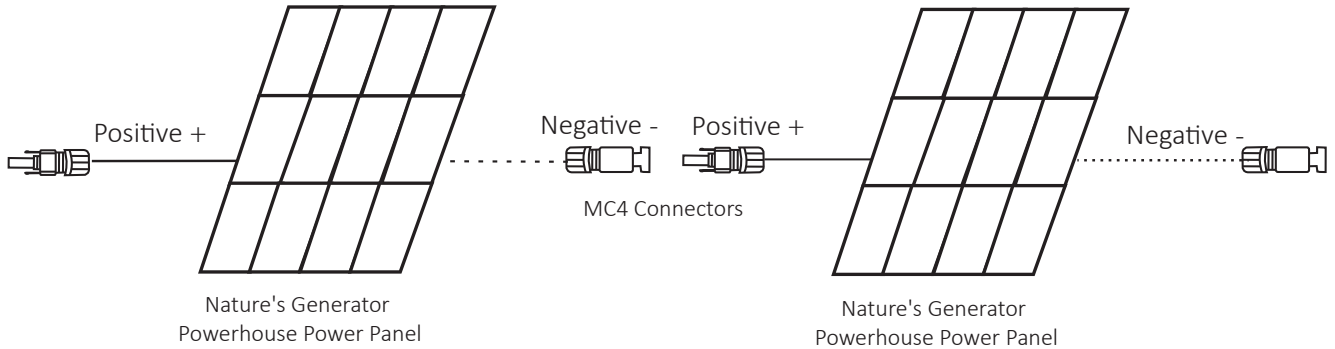 Positive +
Negative -
Positive +
Negative -
MC4 Connectors
Nature's Generator
Powerhouse Power Panel
Nature's Generator
Powerhouse Power Panel